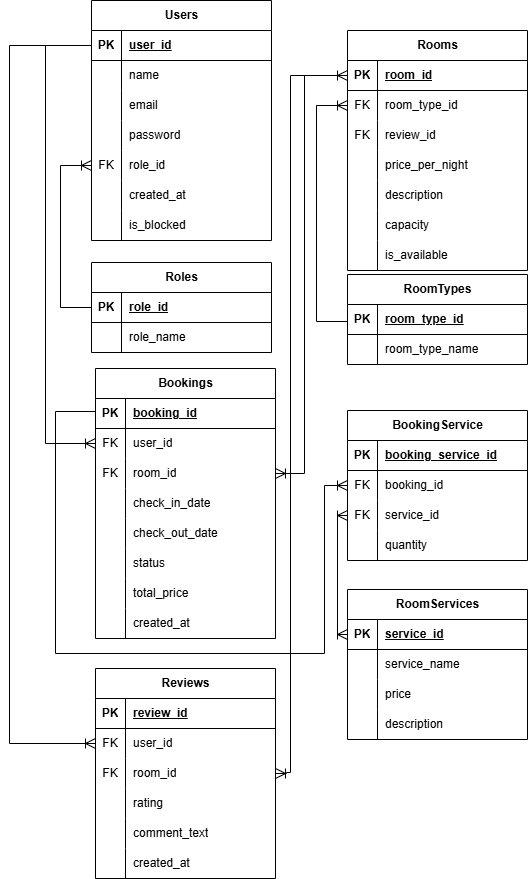 Users
PK user_id
name
email
password
FK role_id
created_at
is_blocked
Roles
PK role_id
role_name
Bookings
PK booking_id
FK user_id
FK room_id
check_in_date
check_out_date
status
total_price
created_at
Reviews
PK review_id
FK user_id
FK room_id
rating
comment_text
created_at
Rooms
PK room_id
FK room_type_id
FK review_id
price_per_night
description
capacity
is_available
RoomTypes
PK room_type_id
room_type_name
BookingService
PK booking_service_id
FK booking_id
FK service_id
quantity
RoomServices
PK service_id
service_name
price
description